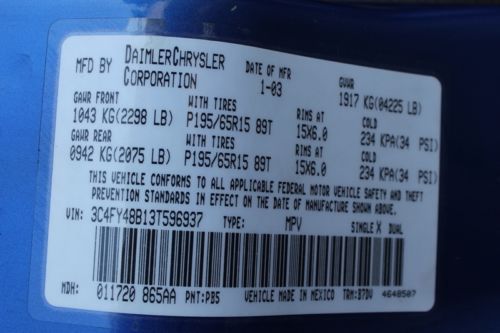 MFD BY DAIMLERCHRYSLER CORPORATION DATE OF MFR 1-03 GVWR 1917 KG(04225 LB)
GAWR FRONT WITH TIRES RIMS AT COLD
1043 KG(2298 LB) P195/65R15 89T 15X6.0 234 KPA(34 PSI)
GAWR REAR WITH TIRES RIMS AT COLD
0942 KG(2075 LB) P195/65R15 89T 15X6.0 234 KPA(34 PSI)
THIS VEHICLE CONFORMS TO ALL APPLICABLE FEDERAL MOTOR VEHICLE SAFETY AND THEFT
PREVENTION STANDARDS IN EFFECT ON THE DATE OF MANUFACTURE SHOWN ABOVE.
VIN: 3C4FY48B13T596937 TYPE: MPV SINGLE X DUAL
MDH: 011720 865AA PNT:PB5 VEHICLE MADE IN MEXICO TRM:B7DV 4648507